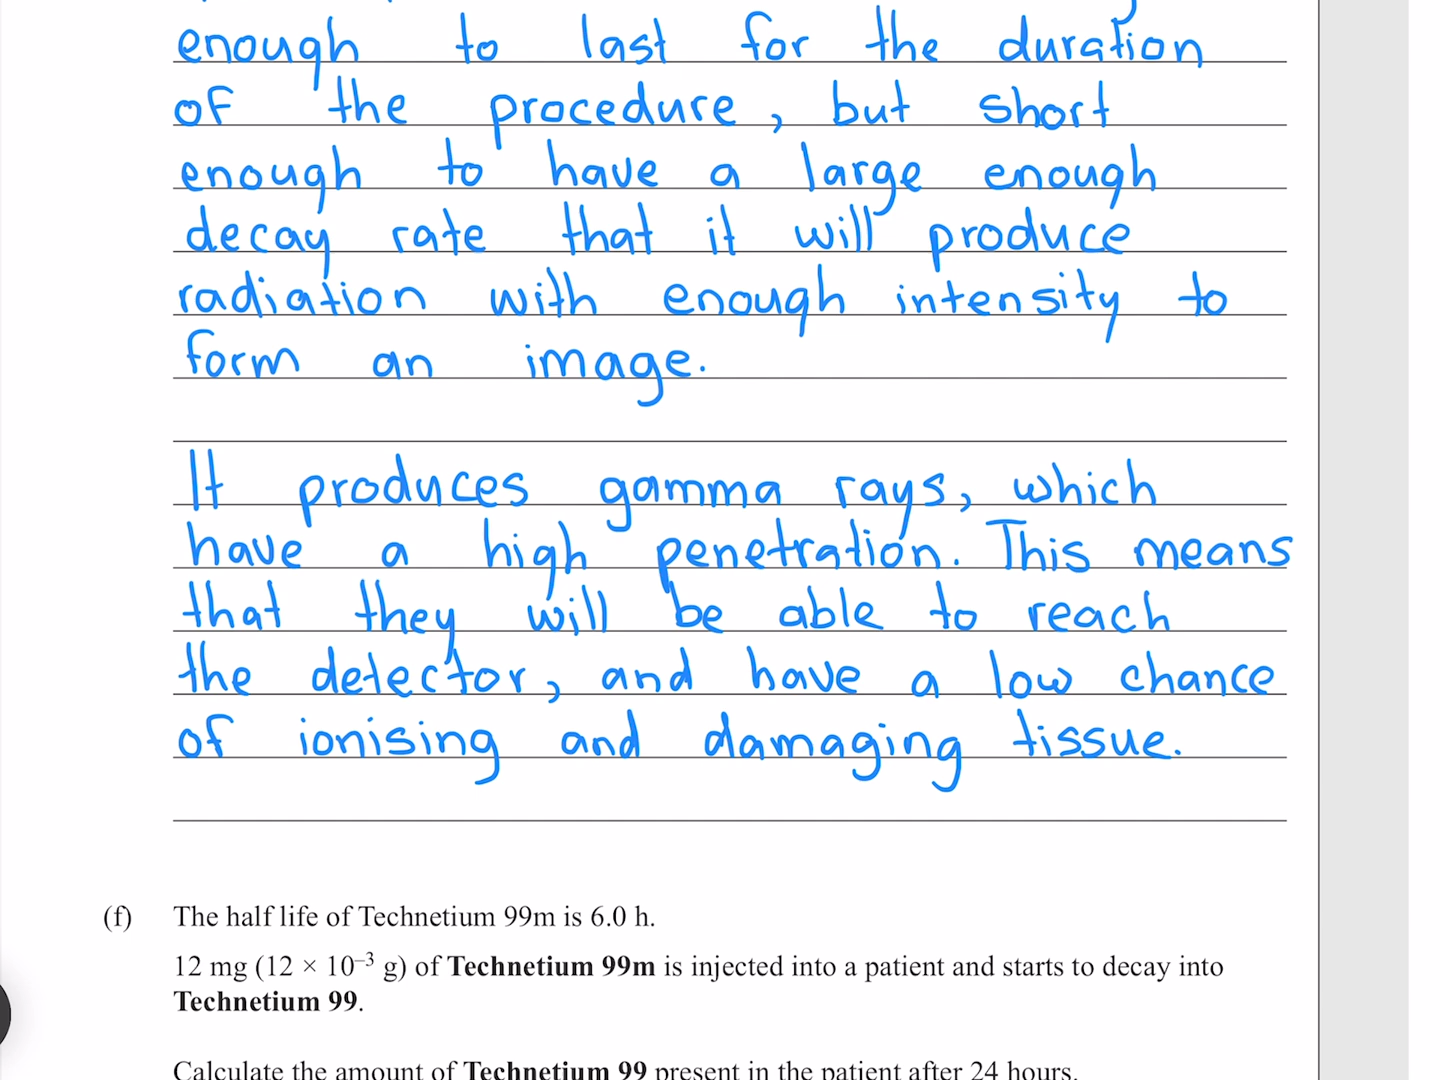 enough to last for the duration
of the procedure, but short
enough to have a large enough
decay rate that it will produce
radiation with enough intensity to
form an image.
It produces gamma rays, which
have a high penetration. This means
that they will be able to reach
the detector, and have a low chance
of ionising and damaging tissue.
(f) The half life of Technetium 99m is 6.0 h.
12 mg (12 × 10⁻³ g) of Technetium 99m is injected into a patient and starts to decay into
Technetium 99.
Calculate the amount of Technetium 99 present in the patient after 24 hours.